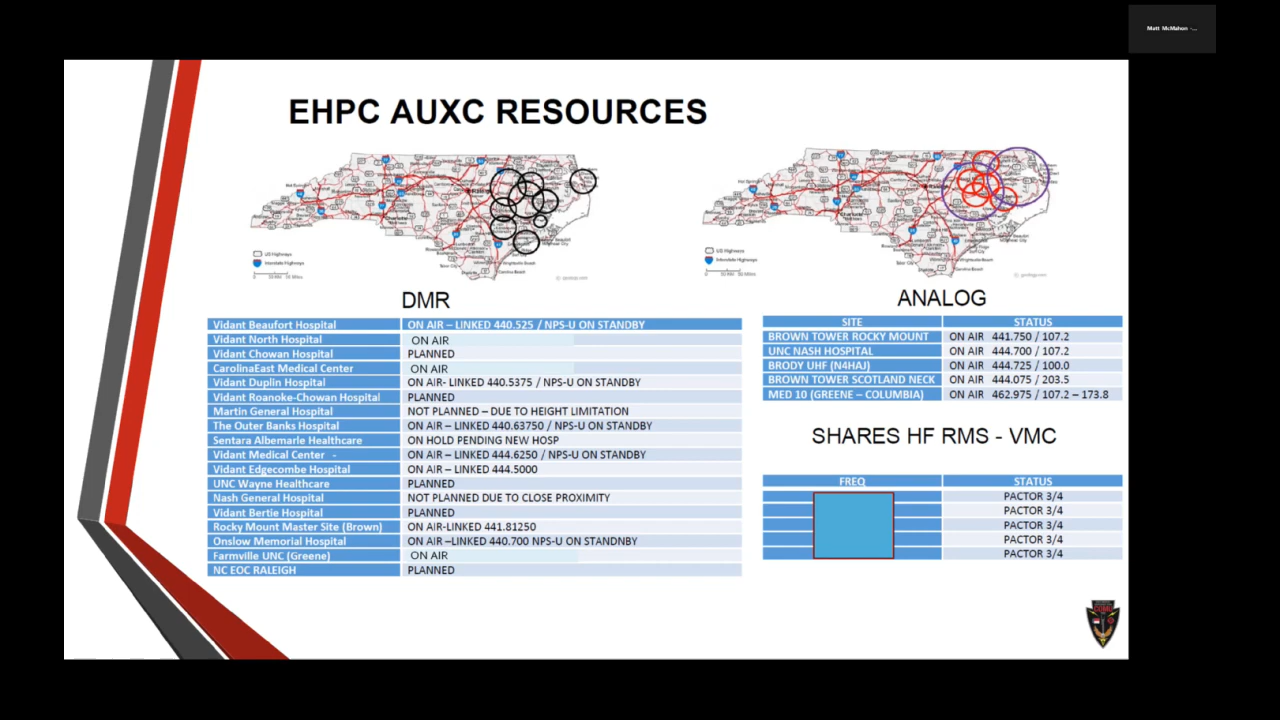 Matt McMahon -...
EHPC AUXC RESOURCES
US Highways
Interstate Highways
US Highways
Interstate Highways
DMR
ANALOG
Vidant Beaufort Hospital ON AIR – LINKED 440.525 / NPS-U ON STANDBY
Vidant North Hospital ON AIR
Vidant Chowan Hospital PLANNED
CarolinaEast Medical Center ON AIR
Vidant Duplin Hospital ON AIR- LINKED 440.5375 / NPS-U ON STANDBY
Vidant Roanoke-Chowan Hospital PLANNED
Martin General Hospital NOT PLANNED – DUE TO HEIGHT LIMITATION
The Outer Banks Hospital ON AIR – LINKED 440.63750 / NPS-U ON STANDBY
Sentara Albemarle Healthcare ON HOLD PENDING NEW HOSP
Vidant Medical Center - ON AIR – LINKED 444.6250 / NPS-U ON STANDBY
Vidant Edgecombe Hospital ON AIR – LINKED 444.5000
UNC Wayne Healthcare PLANNED
Nash General Hospital NOT PLANNED DUE TO CLOSE PROXIMITY
Vidant Bertie Hospital PLANNED
Rocky Mount Master Site (Brown) ON AIR-LINKED 441.81250
Onslow Memorial Hospital ON AIR –LINKED 440.700 NPS-U ON STANDNBY
Farmville UNC (Greene) ON AIR
NC EOC RALEIGH PLANNED
SITE STATUS
BROWN TOWER ROCKY MOUNT ON AIR 441.750 / 107.2
UNC NASH HOSPITAL ON AIR 444.700 / 107.2
BRODY UHF (N4HAJ) ON AIR 444.725 / 100.0
BROWN TOWER SCOTLAND NECK ON AIR 444.075 / 203.5
MED 10 (GREENE – COLUMBIA) ON AIR 462.975 / 107.2 – 173.8
SHARES HF RMS - VMC
FREQ STATUS
PACTOR 3/4
PACTOR 3/4
PACTOR 3/4
PACTOR 3/4
PACTOR 3/4